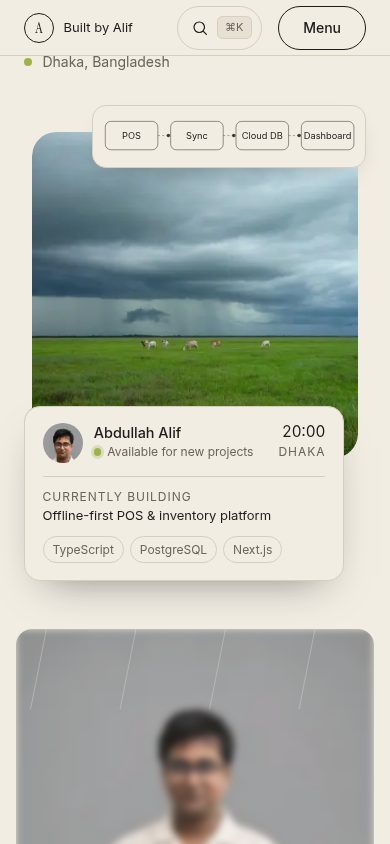 A Built by Alif ⌘K Menu
Dhaka, Bangladesh
POS Sync Cloud DB Dashboard
Abdullah Alif 20:00
Available for new projects DHAKA
CURRENTLY BUILDING
Offline-first POS & inventory platform
TypeScript PostgreSQL Next.js